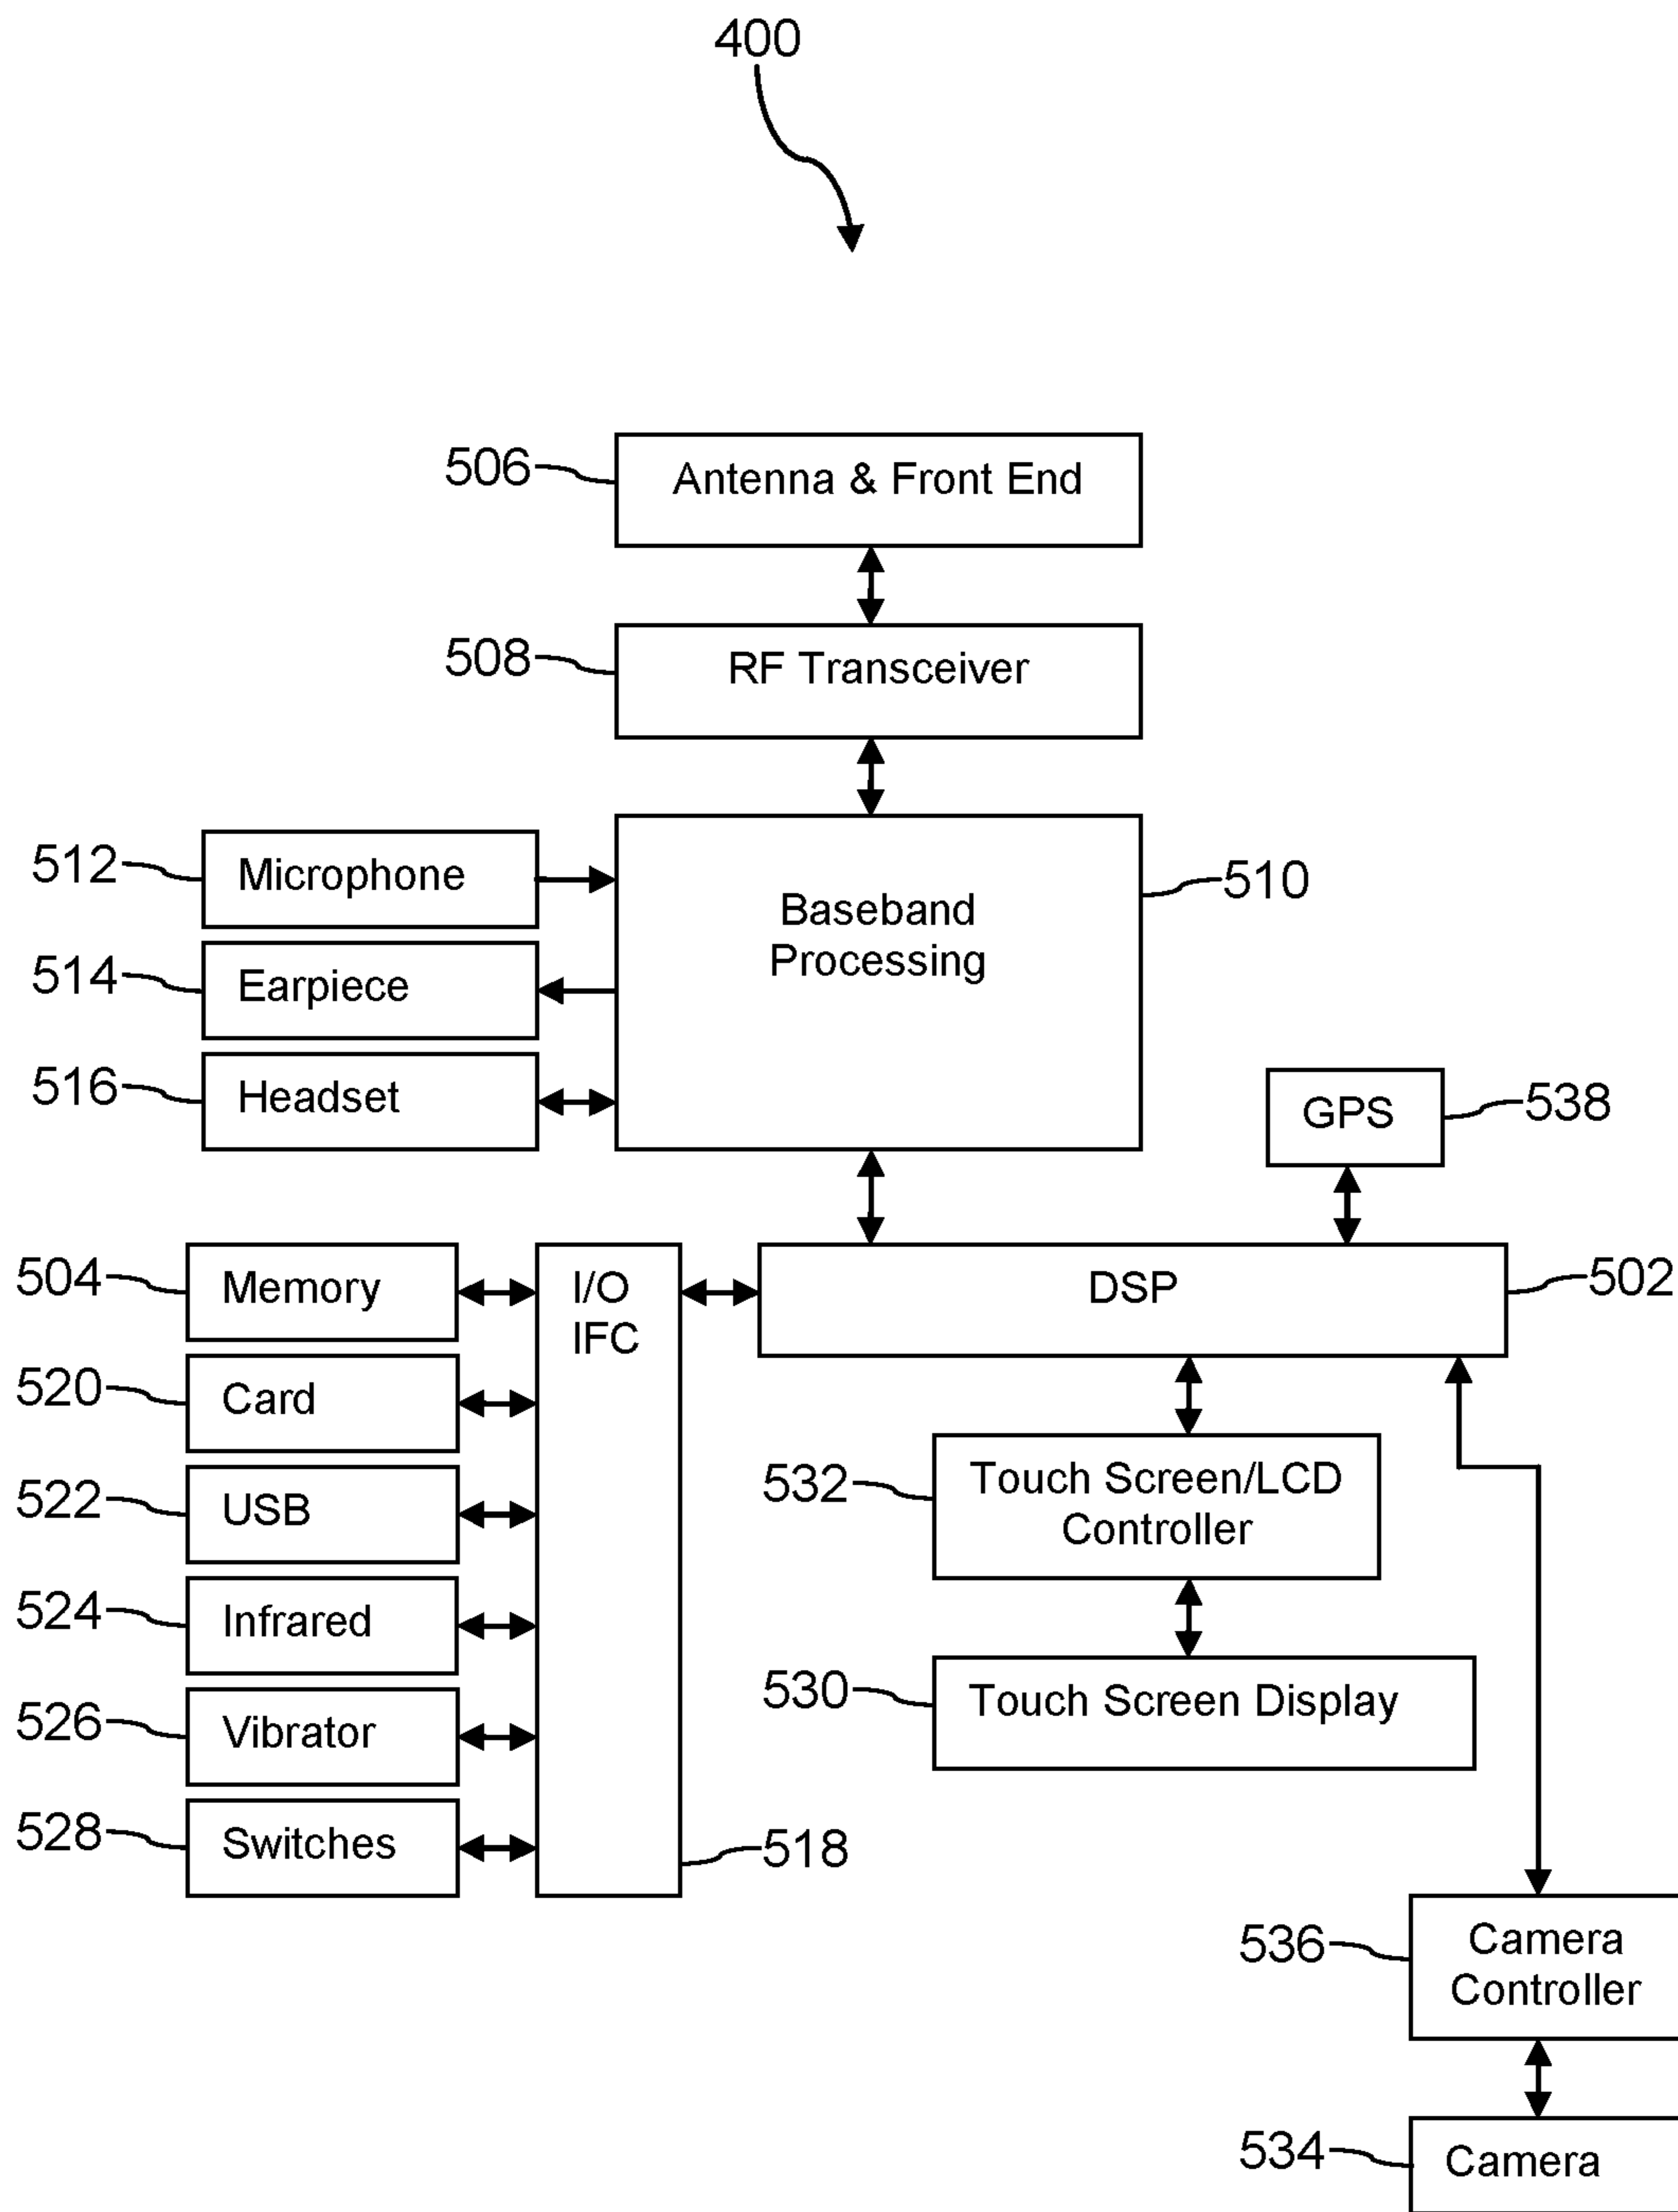 400
506
Antenna & Front End
508
RF Transceiver
512
Microphone
Baseband
Processing
510
514
Earpiece
516
Headset
GPS
538
504
Memory
I/O
IFC
DSP
502
520
Card
522
USB
532
Touch Screen/LCD
Controller
524
Infrared
526
Vibrator
530
Touch Screen Display
528
Switches
518
536
Camera
Controller
534
Camera